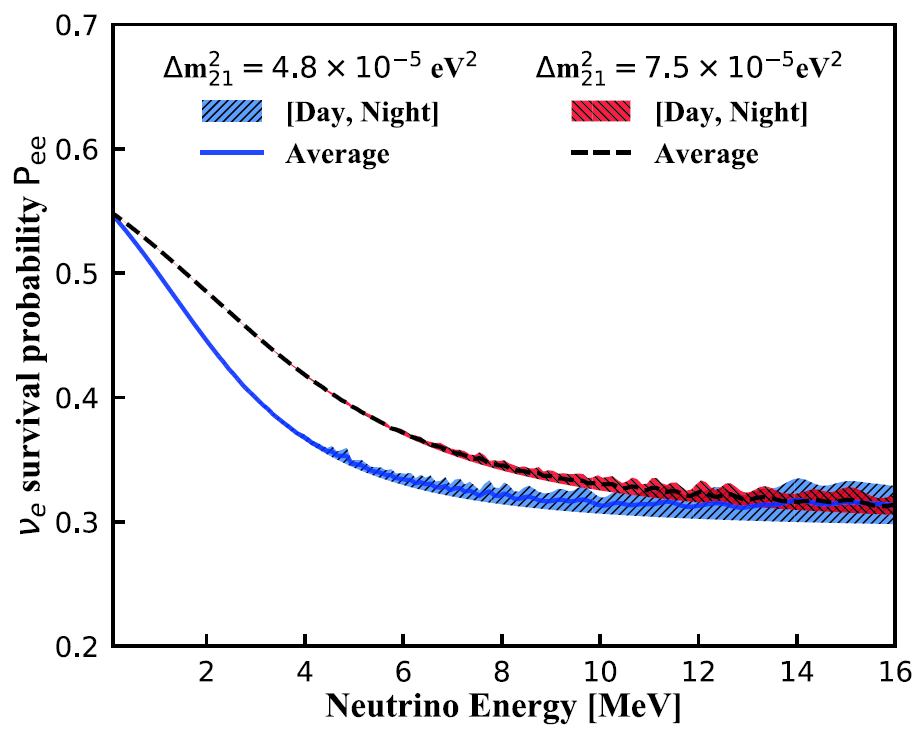 0.7
0.6
0.5
0.4
0.3
0.2
νₑ survival probability Pₑₑ
Δm²₂₁ = 4.8 × 10⁻⁵ eV²
[Day, Night]
Average
Δm²₂₁ = 7.5 × 10⁻⁵eV²
[Day, Night]
Average
2 4 6 8 10 12 14 16
Neutrino Energy [MeV]